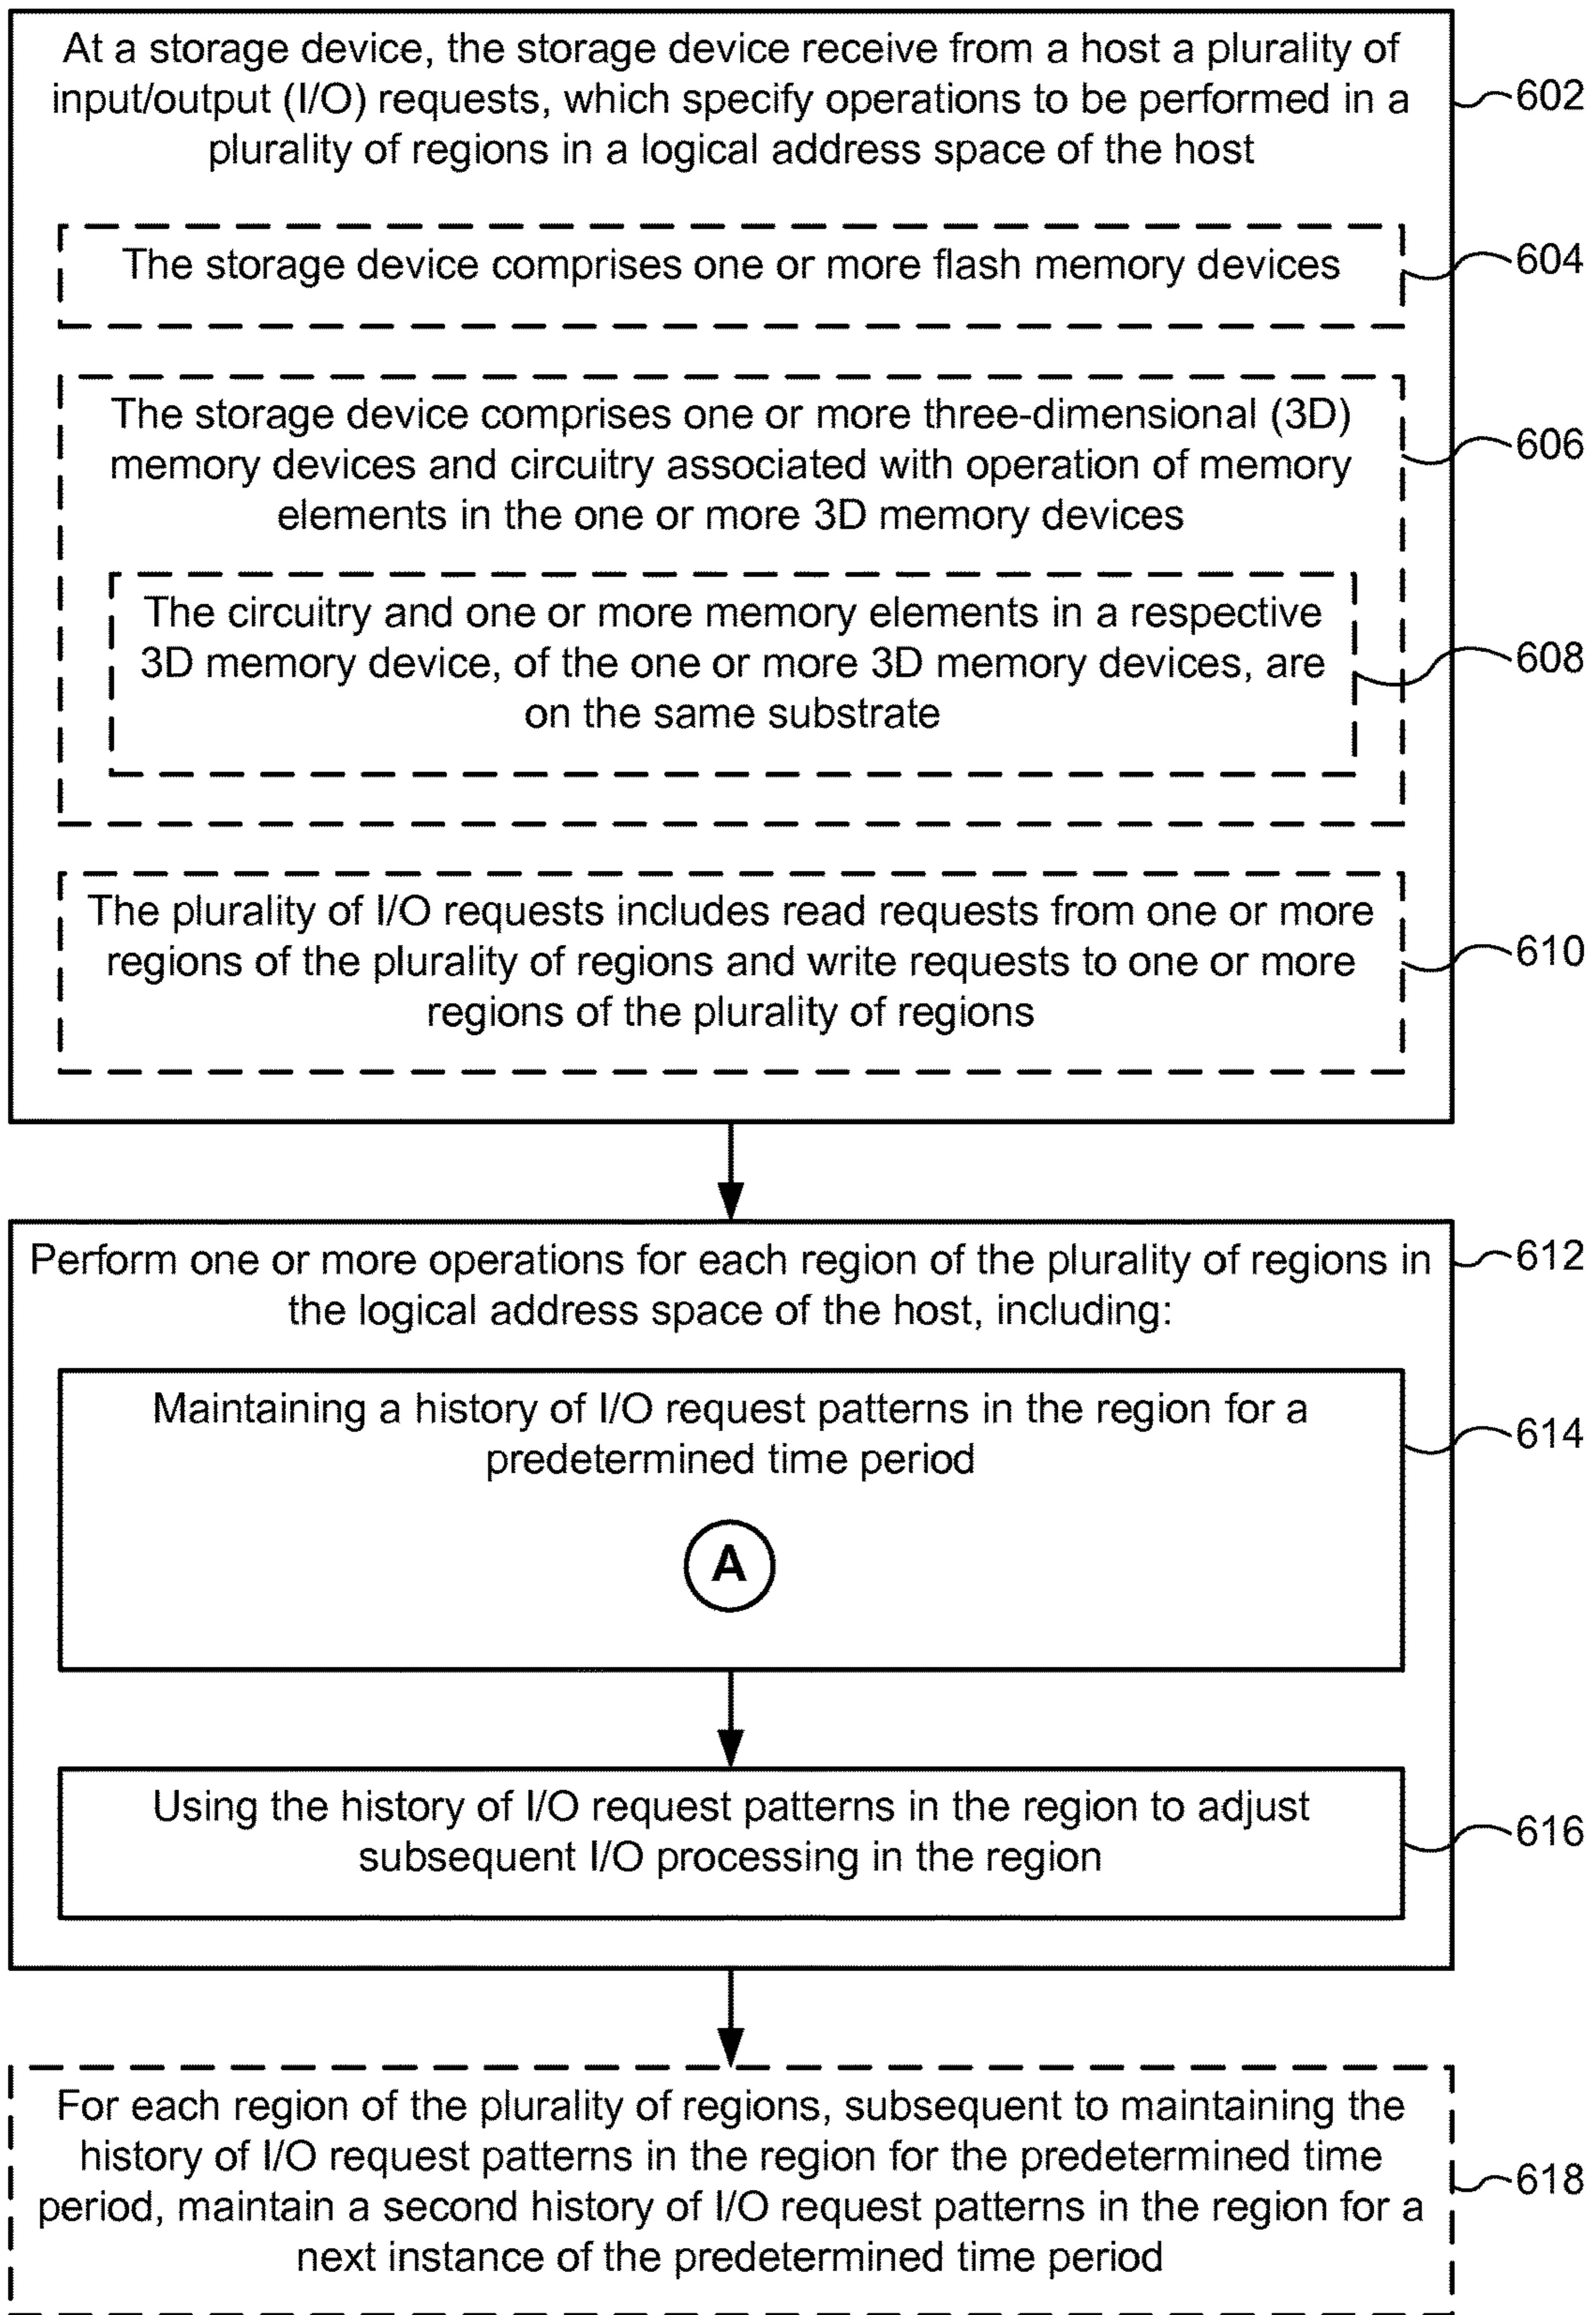 At a storage device, the storage device receive from a host a plurality of
input/output (I/O) requests, which specify operations to be performed in a
plurality of regions in a logical address space of the host
602
The storage device comprises one or more flash memory devices
604
The storage device comprises one or more three-dimensional (3D)
memory devices and circuitry associated with operation of memory
elements in the one or more 3D memory devices
606
The circuitry and one or more memory elements in a respective
3D memory device, of the one or more 3D memory devices, are
on the same substrate
608
The plurality of I/O requests includes read requests from one or more
regions of the plurality of regions and write requests to one or more
regions of the plurality of regions
610
Perform one or more operations for each region of the plurality of regions in
the logical address space of the host, including:
612
Maintaining a history of I/O request patterns in the region for a
predetermined time period
614
A
Using the history of I/O request patterns in the region to adjust
subsequent I/O processing in the region
616
For each region of the plurality of regions, subsequent to maintaining the
history of I/O request patterns in the region for the predetermined time
period, maintain a second history of I/O request patterns in the region for a
next instance of the predetermined time period
618